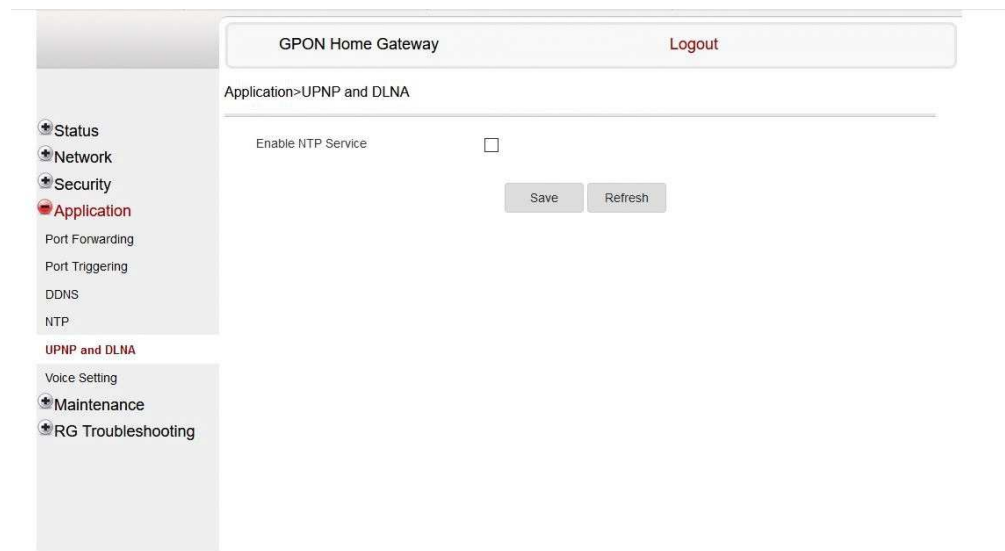 GPON Home Gateway
Logout
Application>UPNP and DLNA
Status
Network
Security
Application
Port Forwarding
Port Triggering
DDNS
NTP
UPNP and DLNA
Voice Setting
Maintenance
RG Troubleshooting
Enable NTP Service
Save
Refresh